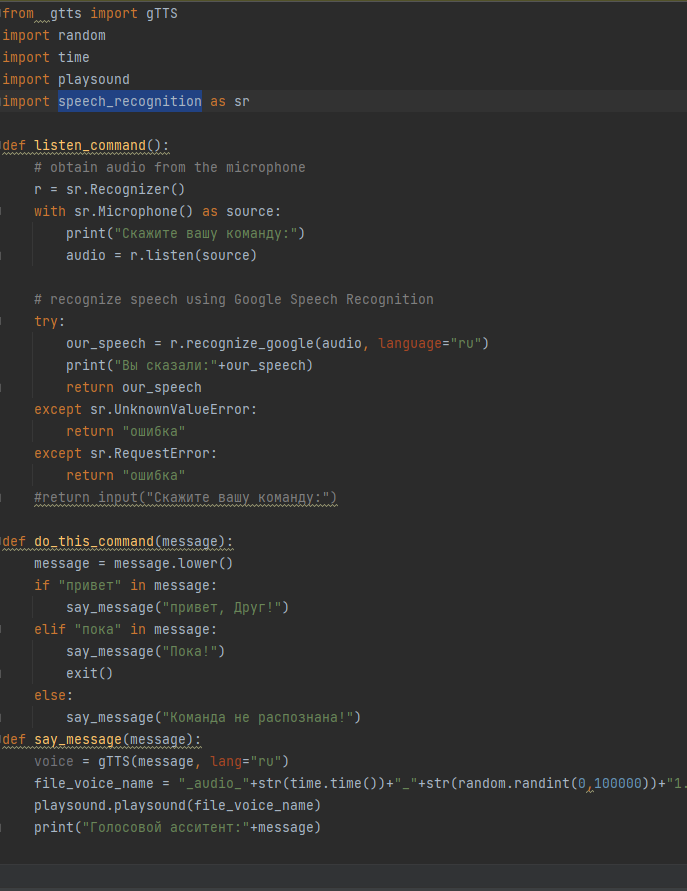 from  gtts import gTTS
import random
import time
import playsound
import speech_recognition as sr
def listen_command():
# obtain audio from the microphone
r = sr.Recognizer()
with sr.Microphone() as source:
print("Скажите вашу команду:")
audio = r.listen(source)
# recognize speech using Google Speech Recognition
try:
our_speech = r.recognize_google(audio, language="ru")
print("Вы сказали:"+our_speech)
return our_speech
except sr.UnknownValueError:
return "ошибка"
except sr.RequestError:
return "ошибка"
#return input("Скажите вашу команду:")
def do_this_command(message):
message = message.lower()
if "привет" in message:
say_message("привет, Друг!")
elif "пока" in message:
say_message("Пока!")
exit()
else:
say_message("Команда не распознана!")
def say_message(message):
voice = gTTS(message, lang="ru")
file_voice_name = "_audio_"+str(time.time())+"_"+str(random.randint(0,100000))+"1.
playsound.playsound(file_voice_name)
print("Голосовой асситент:"+message)